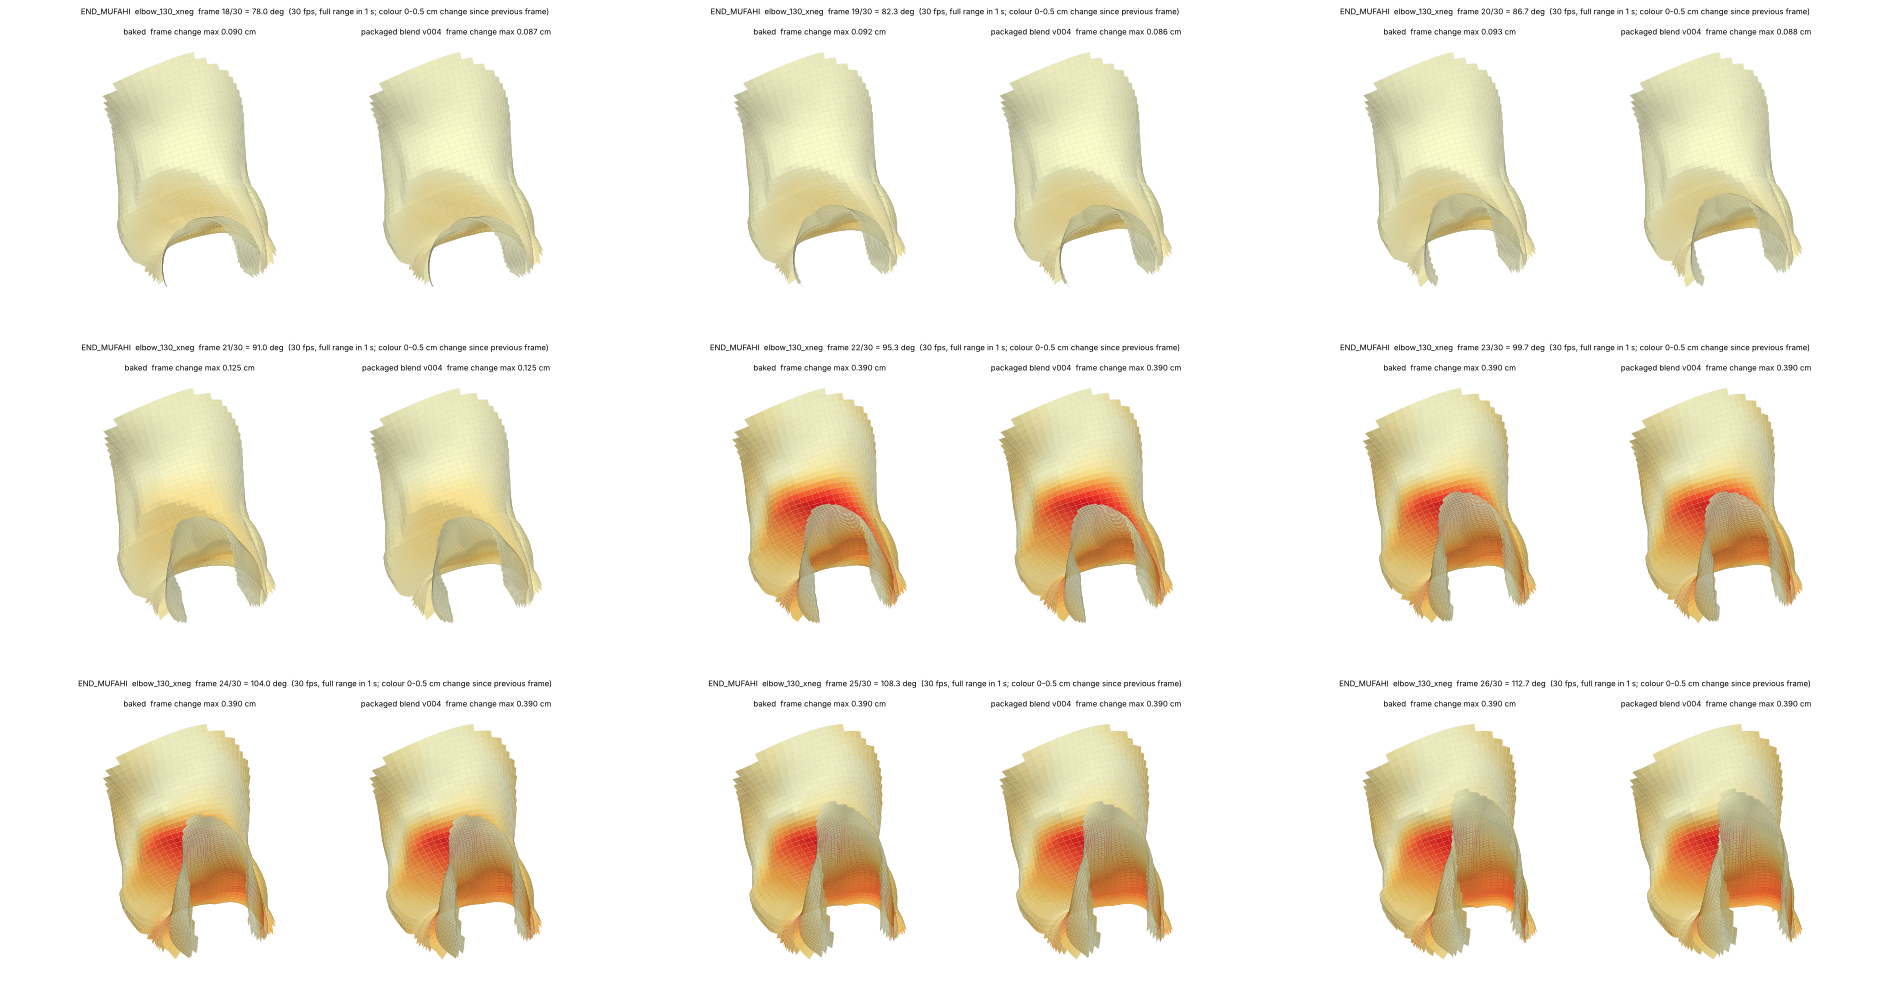 END_MUFAHI elbow_130_xneg frame 18/30 = 78.0 deg (30 fps, full range in 1 s; colour 0-0.5 cm change since previous frame)
baked frame change max 0.090 cm
packaged blend v004 frame change max 0.087 cm
END_MUFAHI elbow_130_xneg frame 19/30 = 82.3 deg (30 fps, full range in 1 s; colour 0-0.5 cm change since previous frame)
baked frame change max 0.092 cm
packaged blend v004 frame change max 0.086 cm
END_MUFAHI elbow_130_xneg frame 20/30 = 86.7 deg (30 fps, full range in 1 s; colour 0-0.5 cm change since previous frame)
baked frame change max 0.093 cm
packaged blend v004 frame change max 0.088 cm
END_MUFAHI elbow_130_xneg frame 21/30 = 91.0 deg (30 fps, full range in 1 s; colour 0-0.5 cm change since previous frame)
baked frame change max 0.125 cm
packaged blend v004 frame change max 0.125 cm
END_MUFAHI elbow_130_xneg frame 22/30 = 95.3 deg (30 fps, full range in 1 s; colour 0-0.5 cm change since previous frame)
baked frame change max 0.390 cm
packaged blend v004 frame change max 0.390 cm
END_MUFAHI elbow_130_xneg frame 23/30 = 99.7 deg (30 fps, full range in 1 s; colour 0-0.5 cm change since previous frame)
baked frame change max 0.390 cm
packaged blend v004 frame change max 0.390 cm
END_MUFAHI elbow_130_xneg frame 24/30 = 104.0 deg (30 fps, full range in 1 s; colour 0-0.5 cm change since previous frame)
baked frame change max 0.390 cm
packaged blend v004 frame change max 0.390 cm
END_MUFAHI elbow_130_xneg frame 25/30 = 108.3 deg (30 fps, full range in 1 s; colour 0-0.5 cm change since previous frame)
baked frame change max 0.390 cm
packaged blend v004 frame change max 0.390 cm
END_MUFAHI elbow_130_xneg frame 26/30 = 112.7 deg (30 fps, full range in 1 s; colour 0-0.5 cm change since previous frame)
baked frame change max 0.390 cm
packaged blend v004 frame change max 0.390 cm